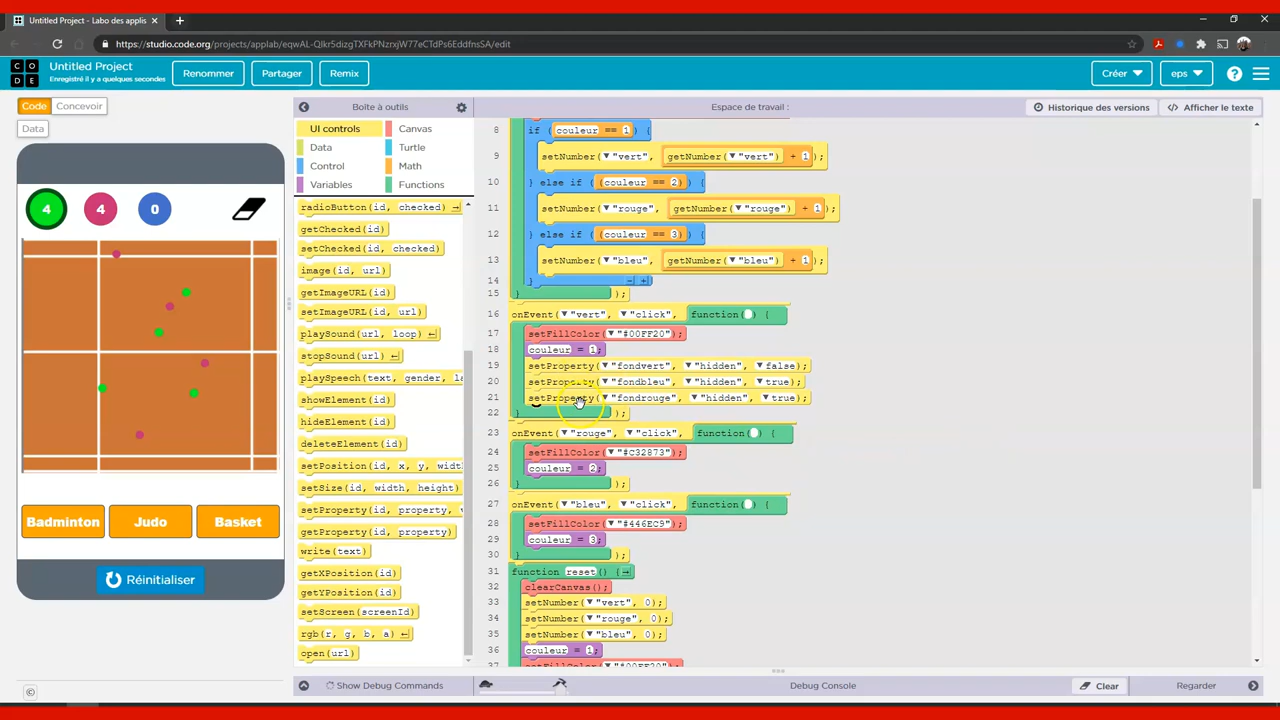 Untitled Project - Labo des applis
https://studio.code.org/projects/applab/eqwAL-QIkr5dizgTXFkPNzrxjW77eCTdPs6EddfnsSA/edit
CODE
Untitled Project
Enregistré il y a quelques secondes
Renommer
Partager
Remix
Créer
eps
Code
Concevoir
Data
Boîte à outils
Espace de travail :
Historique des versions
Afficher le texte
UI controls
Canvas
Data
Turtle
Control
Math
Variables
Functions
4
4
0
Badminton
Judo
Basket
Réinitialiser
radioButton(id, checked)
getChecked(id)
setChecked(id, checked)
image(id, url)
getImageURL(id)
setImageURL(id, url)
playSound(url, loop)
stopSound(url)
playSpeech(text, gender, la
showElement(id)
hideElement(id)
deleteElement(id)
setPosition(id, x, y, width
setSize(id, width, height)
setProperty(id, property, v
getProperty(id, property)
write(text)
getXPosition(id)
getYPosition(id)
setScreen(screenId)
rgb(r, g, b, a)
open(url)
8 if (couleur == 1) {
9 setNumber("vert", getNumber("vert") + 1);
10 } else if ((couleur == 2)) {
11 setNumber("rouge", getNumber("rouge") + 1);
12 } else if ((couleur == 3)) {
13 setNumber("bleu", getNumber("bleu") + 1);
14 } - +
15 } );
16 onEvent("vert", "click", function() {
17 setFillColor("#00FF20");
18 couleur = 1;
19 setProperty("fondvert", "hidden", false);
20 setProperty("fondbleu", "hidden", true);
21 setProperty("fondrouge", "hidden", true);
22 } );
23 onEvent("rouge", "click", function() {
24 setFillColor("#C32873");
25 couleur = 2;
26 } );
27 onEvent("bleu", "click", function() {
28 setFillColor("#446EC9");
29 couleur = 3;
30 } );
31 function reset() {
32 clearCanvas();
33 setNumber("vert", 0);
34 setNumber("rouge", 0);
35 setNumber("bleu", 0);
36 couleur = 1;
37 setFillColor("#00FF20");
©
Show Debug Commands
Debug Console
Clear
Regarder